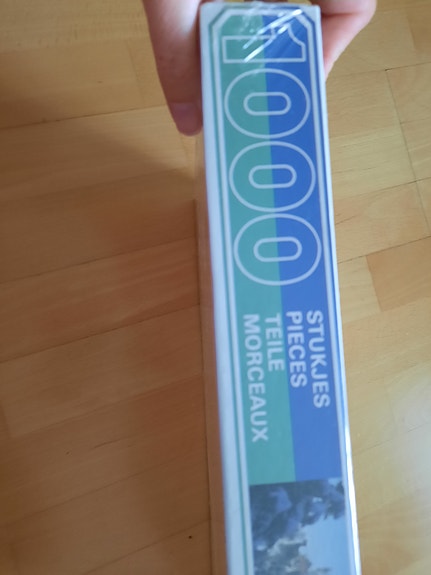 1000
STUKJES
PIECES
TEILE
MORCEAUX